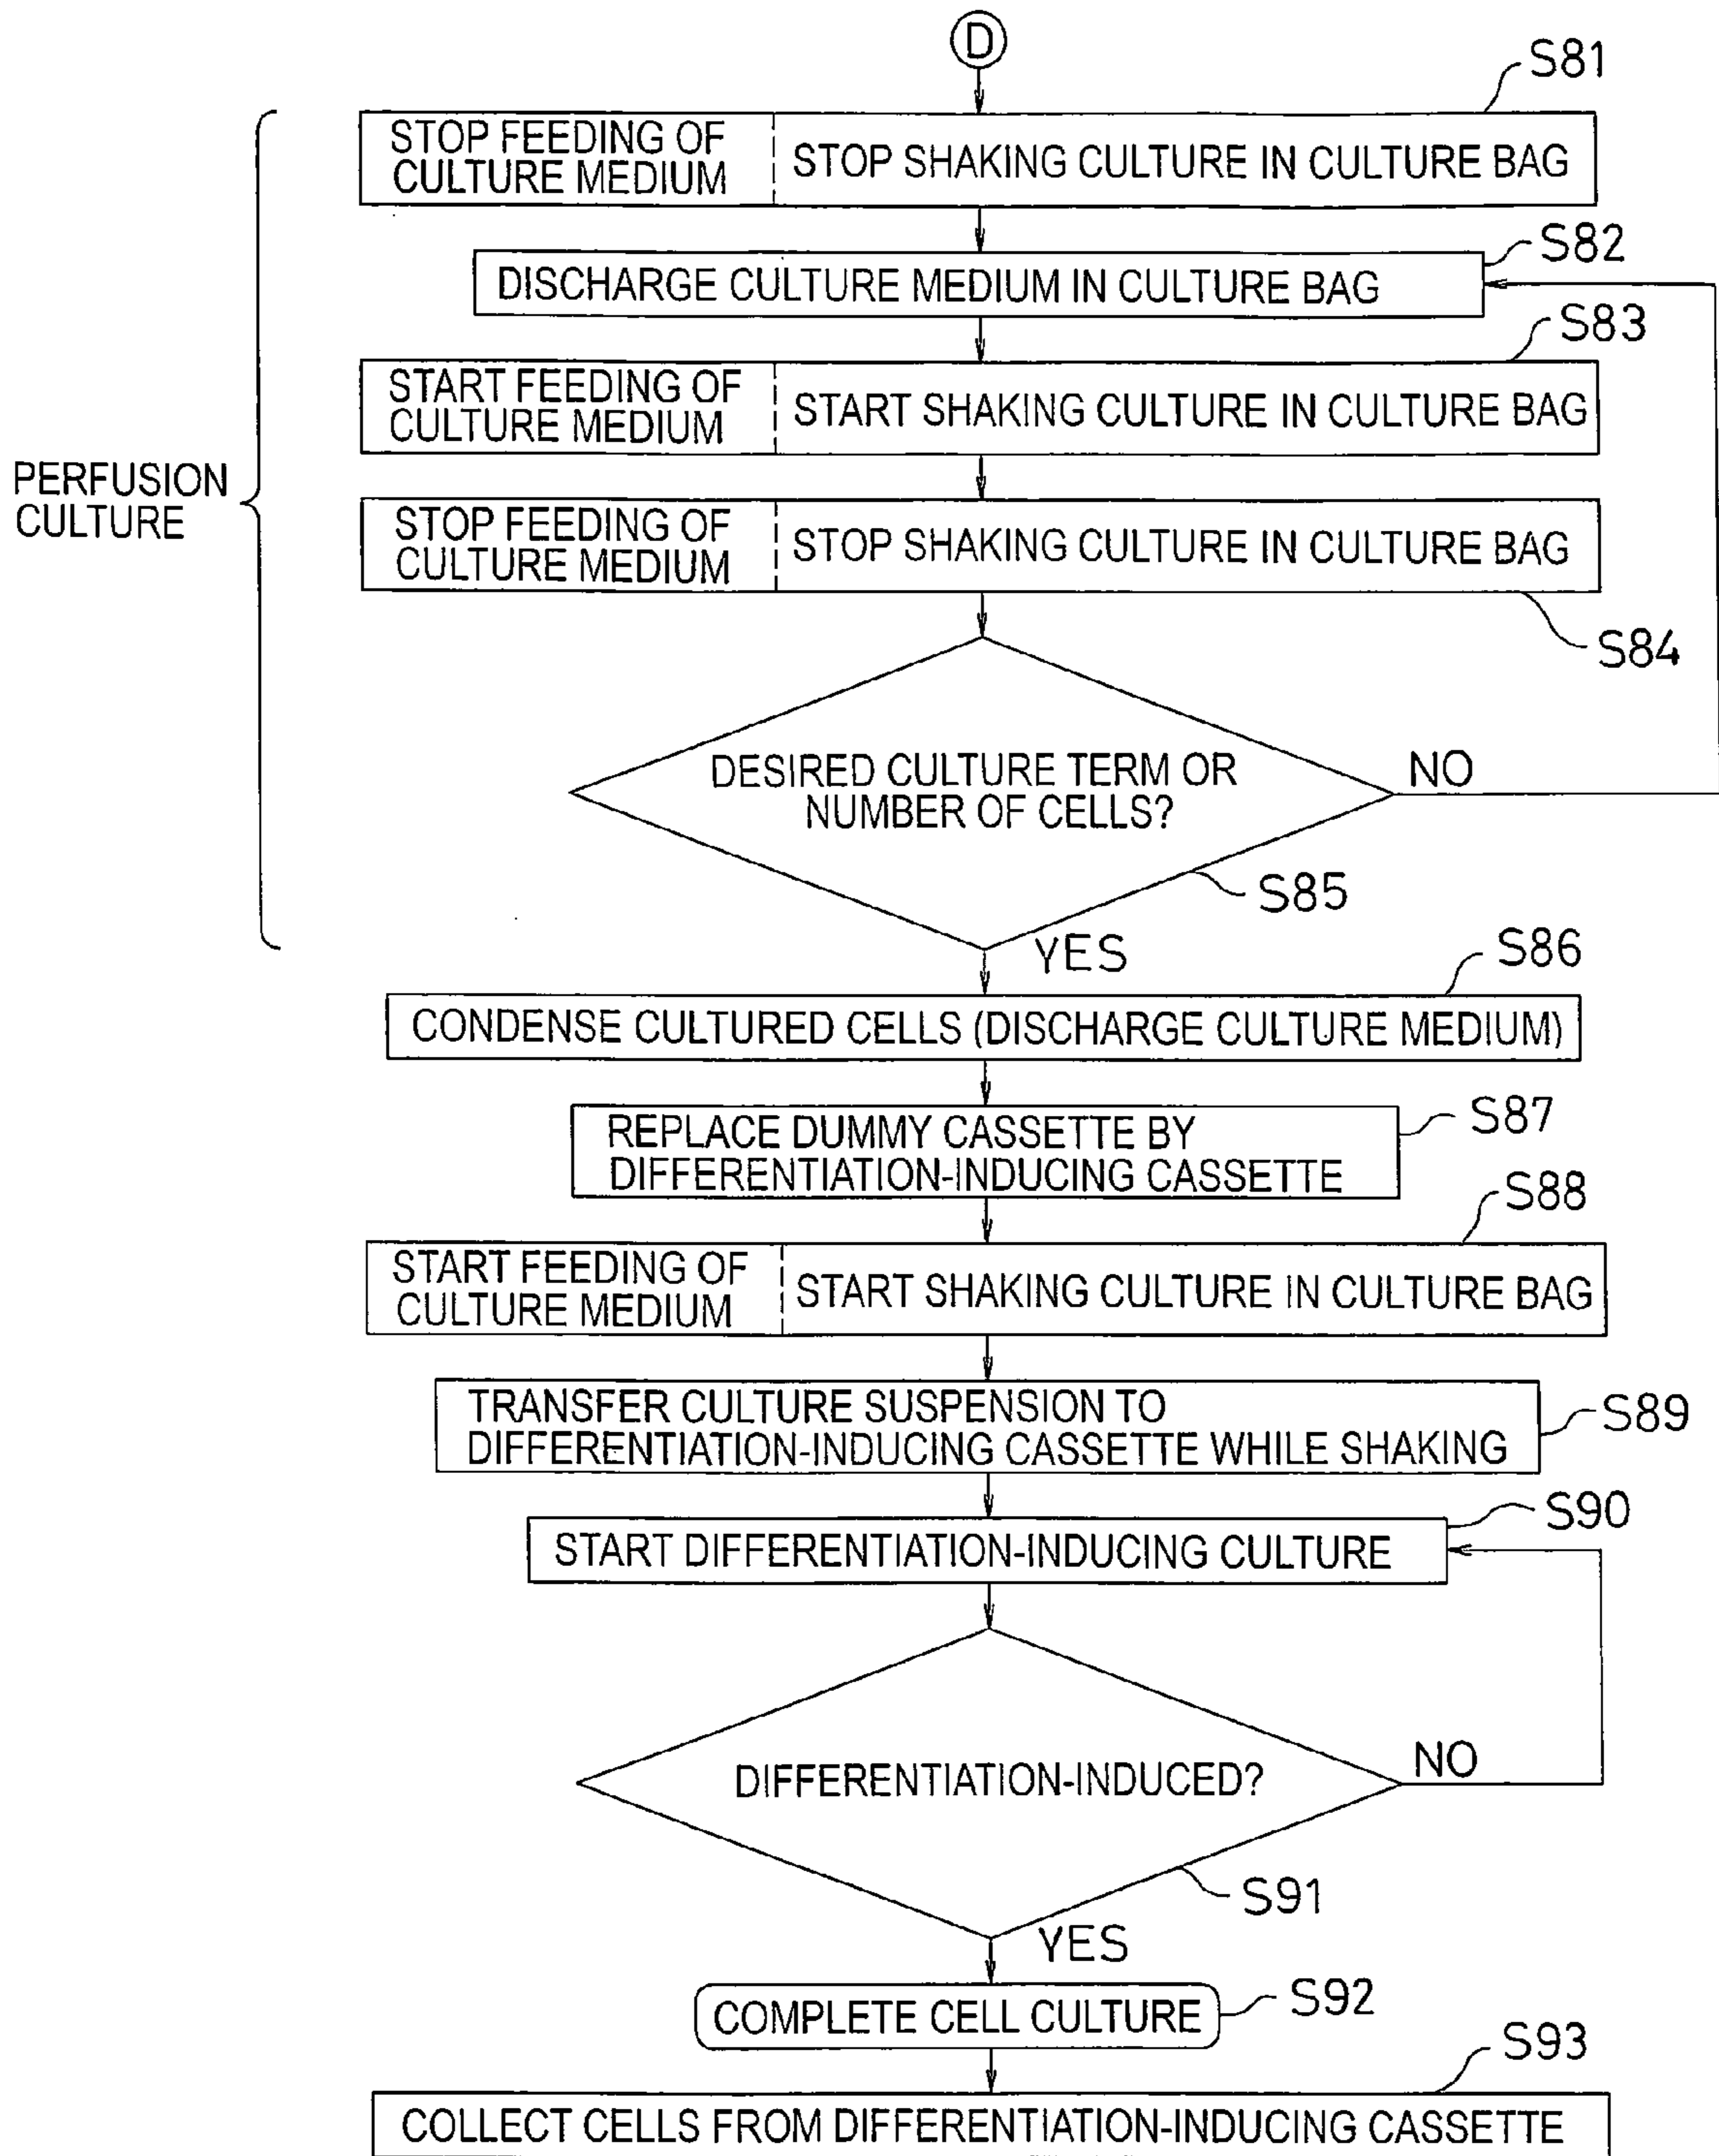 D
S81
STOP FEEDING OF
CULTURE MEDIUM
STOP SHAKING CULTURE IN CULTURE BAG
S82
DISCHARGE CULTURE MEDIUM IN CULTURE BAG
S83
START FEEDING OF
CULTURE MEDIUM
START SHAKING CULTURE IN CULTURE BAG
PERFUSION
CULTURE
STOP FEEDING OF
CULTURE MEDIUM
STOP SHAKING CULTURE IN CULTURE BAG
S84
DESIRED CULTURE TERM OR
NUMBER OF CELLS?
NO
S85
YES
S86
CONDENSE CULTURED CELLS (DISCHARGE CULTURE MEDIUM)
S87
REPLACE DUMMY CASSETTE BY
DIFFERENTIATION-INDUCING CASSETTE
S88
START FEEDING OF
CULTURE MEDIUM
START SHAKING CULTURE IN CULTURE BAG
TRANSFER CULTURE SUSPENSION TO
DIFFERENTIATION-INDUCING CASSETTE WHILE SHAKING
S89
S90
START DIFFERENTIATION-INDUCING CULTURE
DIFFERENTIATION-INDUCED?
NO
S91
YES
COMPLETE CELL CULTURE
S92
S93
COLLECT CELLS FROM DIFFERENTIATION-INDUCING CASSETTE